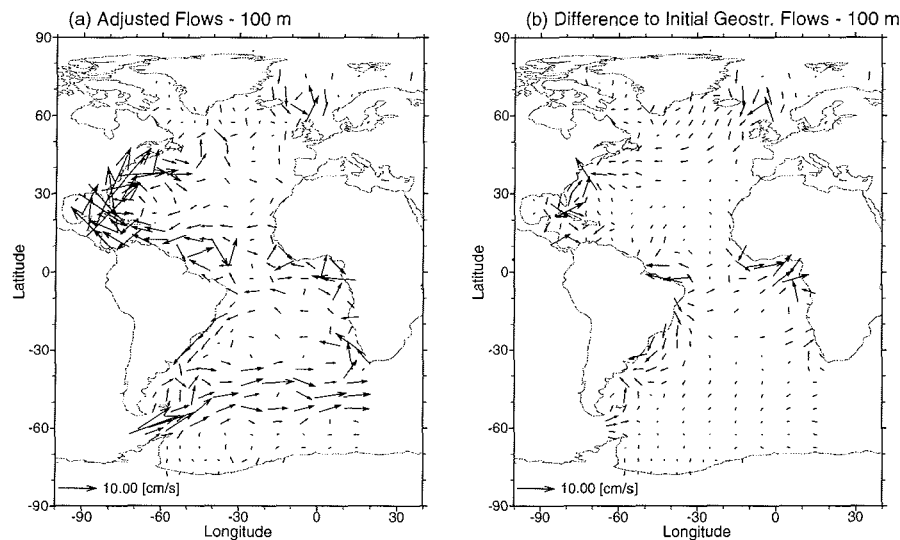 (a) Adjusted Flows - 100 m
90
60
30
0
-30
-60
-90
Latitude
10.00 [cm/s]
-90 -60 -30 0 30
Longitude
(b) Difference to Initial Geostr. Flows - 100 m
90
60
30
0
-30
-60
-90
Latitude
10.00 [cm/s]
-90 -60 -30 0 30
Longitude